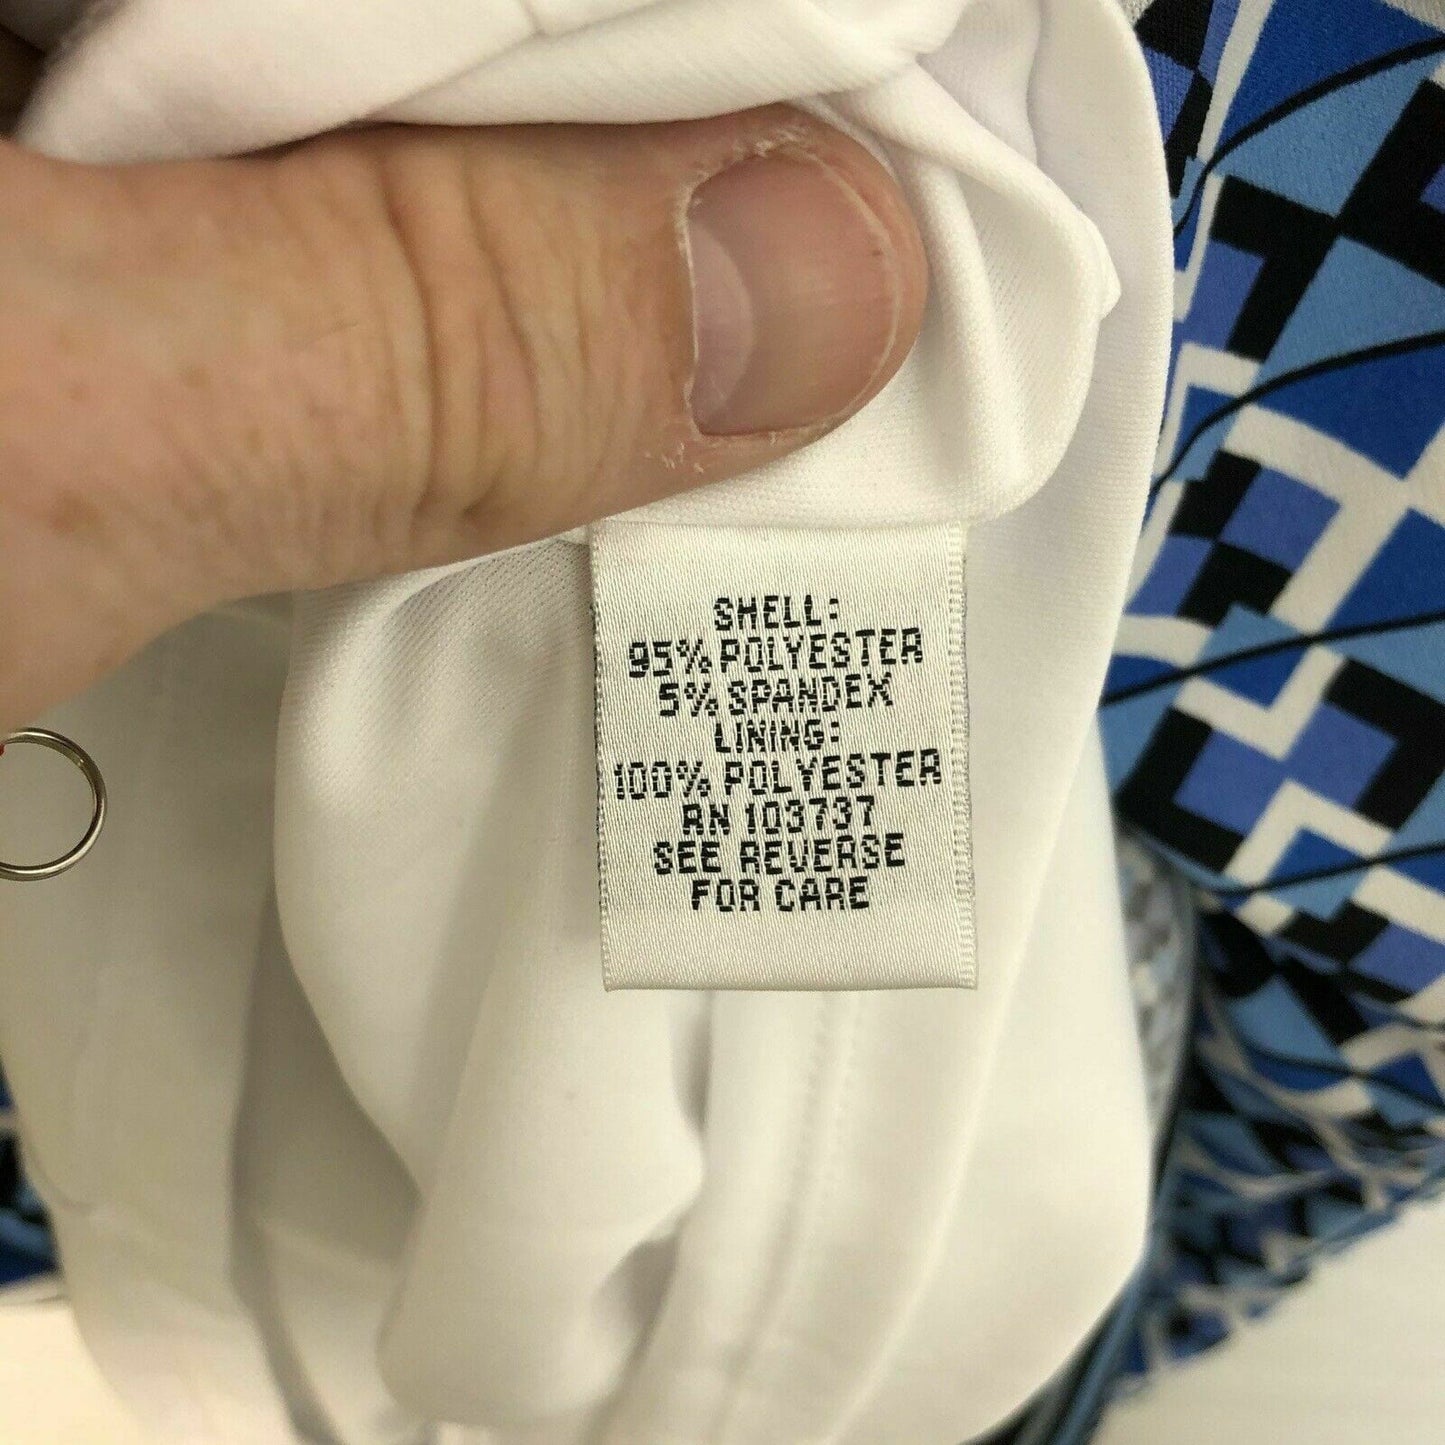 SHELL:
95% POLYESTER
5% SPANDEX
LINING:
100% POLYESTER
RN 103737
SEE REVERSE
FOR CARE